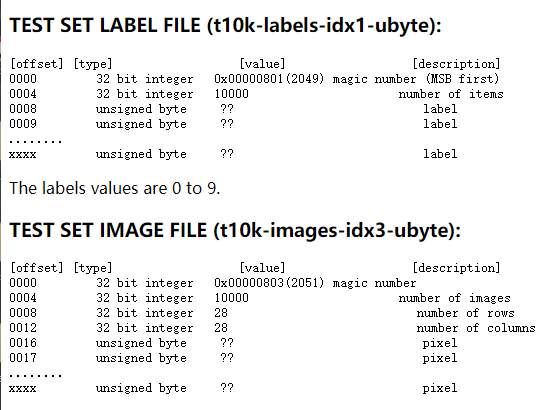 TEST SET LABEL FILE (t10k-labels-idx1-ubyte):
[offset] [type] [value] [description]
0000 32 bit integer 0x00000801(2049) magic number (MSB first)
0004 32 bit integer 10000 number of items
0008 unsigned byte ?? label
0009 unsigned byte ?? label
........
xxxx unsigned byte ?? label
The labels values are 0 to 9.
TEST SET IMAGE FILE (t10k-images-idx3-ubyte):
[offset] [type] [value] [description]
0000 32 bit integer 0x00000803(2051) magic number
0004 32 bit integer 10000 number of images
0008 32 bit integer 28 number of rows
0012 32 bit integer 28 number of columns
0016 unsigned byte ?? pixel
0017 unsigned byte ?? pixel
........
xxxx unsigned byte ?? pixel